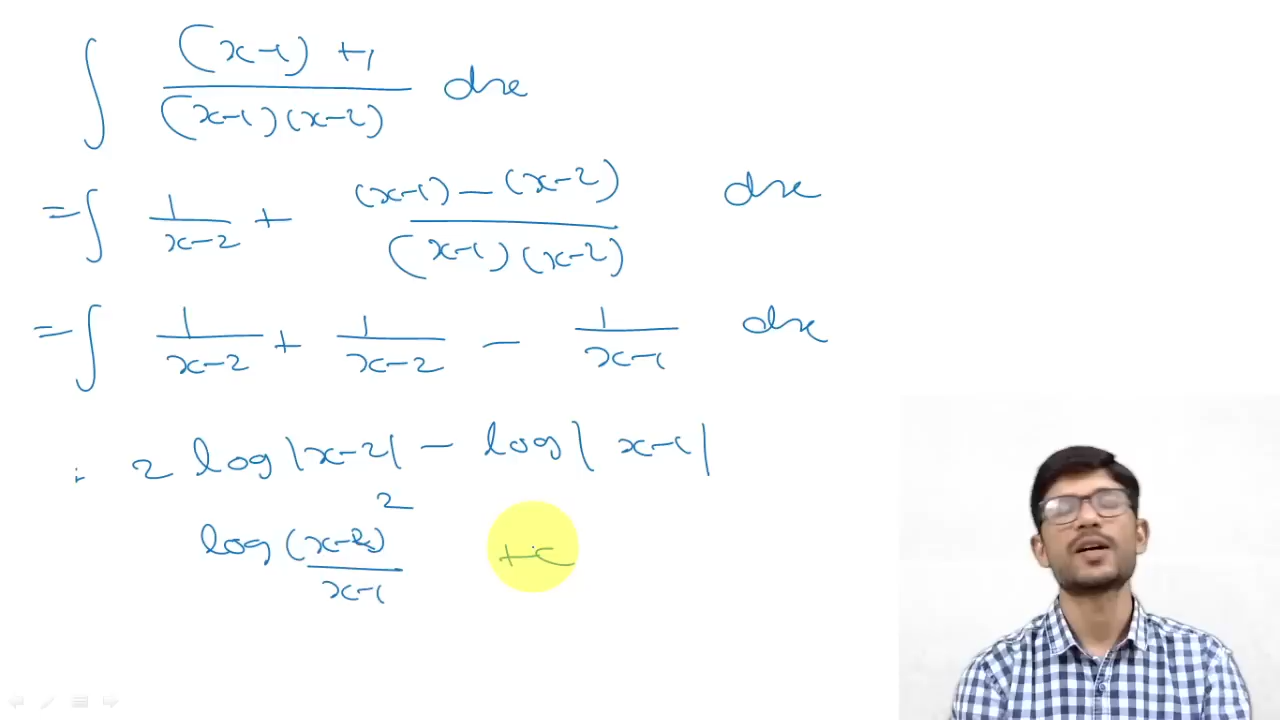 ∫ ((x-1) +1)/((x-1)(x-2)) dx
=∫ 1/(x-2) + ((x-1) - (x-2))/((x-1)(x-2)) dx
=∫ 1/(x-2) + 1/(x-2) - 1/(x-1) dx
: 2 log|x-2| - log|x-1|
log (x-2)^2/(x-1) +c